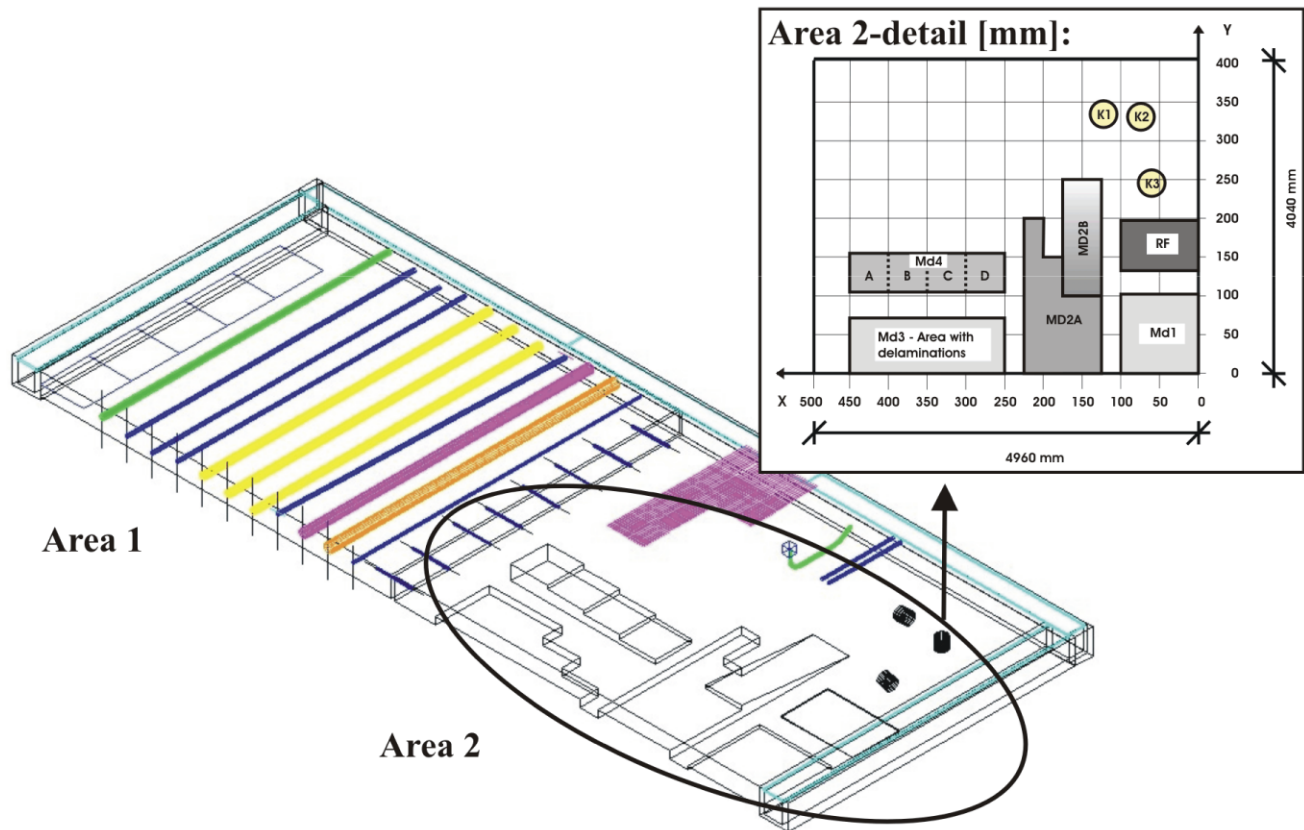 Area 2-detail [mm]:
Y
400
350
300
250
200
150
100
50
0
K1
K2
K3
MD2B
RF
Md4
A
B
C
D
MD2A
Md1
Md3 - Area with
delaminations
X
500
450
400
350
300
250
200
150
100
50
0
4960 mm
4040 mm
Area 1
Area 2